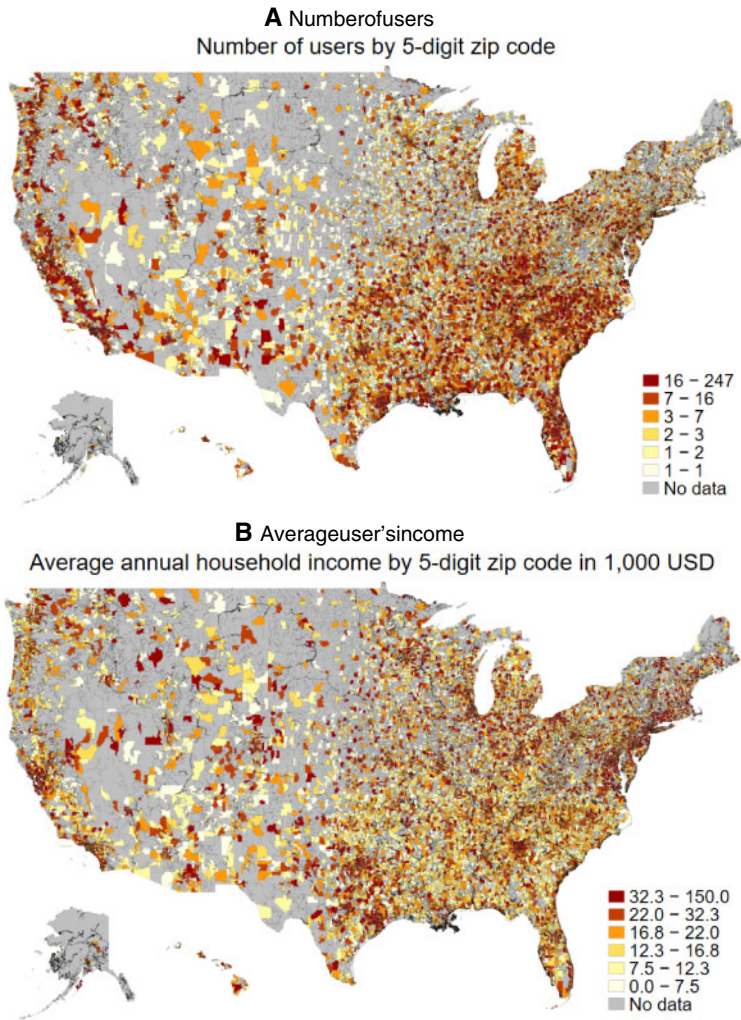 A Numberofusers
Number of users by 5-digit zip code
16 − 247
7 − 16
3 − 7
2 − 3
1 − 2
1 − 1
No data
B Averageuser'sincome
Average annual household income by 5-digit zip code in 1,000 USD
32.3 − 150.0
22.0 − 32.3
16.8 − 22.0
12.3 − 16.8
7.5 − 12.3
0.0 − 7.5
No data